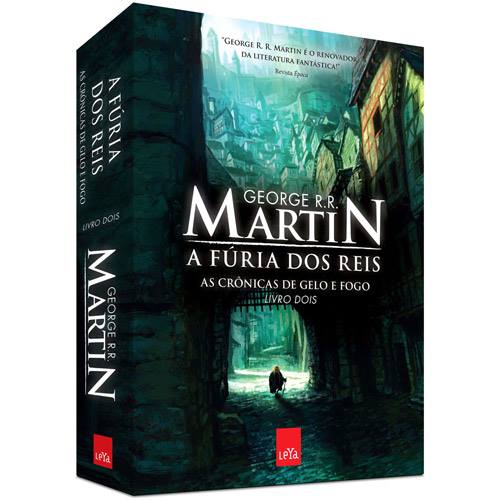 "GEORGE R. R. MARTIN É O RENOVADOR
DA LITERATURA FANTÁSTICA!"
Revista Época
GEORGE R.R.
MARTIN
A FÚRIA DOS REIS
AS CRÔNICAS DE GELO E FOGO
LIVRO DOIS
LeYa
A FÚRIA
DOS REIS
AS CRÔNICAS DE GELO E FOGO
LIVRO DOIS
GEORGE R.R.
MARTIN
LeYa